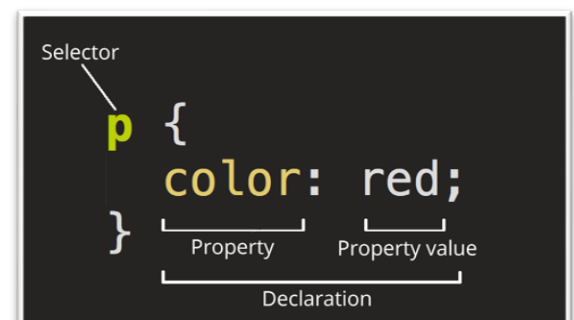 Selector
p {
color: red;
}
Property Property value
Declaration